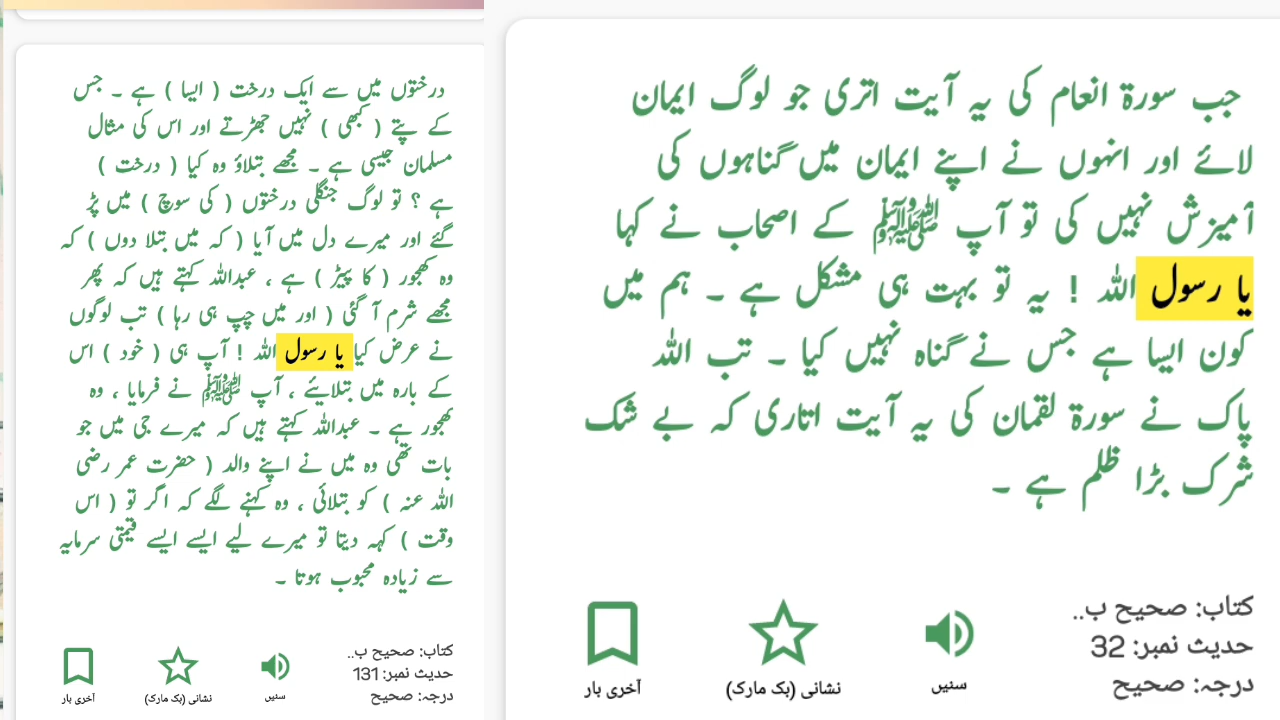 درختوں میں سے ایک درخت ( ایسا ) ہے ۔ جس
کے پتے ( کبھی ) نہیں جھڑتے اور اس کی مثال
مسلمان جیسی ہے ۔ مجھے بتلاؤ وہ کیا ( درخت )
ہے ؟ تو لوگ جنگلی درختوں ( کی سوچ ) میں پڑ
گئے اور میرے دل میں آیا ( کہ میں بتلا دوں ) کہ
وہ کھجور ( کا پیڑ ) ہے ، عبداللہ کہتے ہیں کہ پھر
مجھے شرم آ گئی ( اور میں چپ ہی رہا ) تب لوگوں
نے عرض کیا یا رسول اللہ ! آپ ہی ( خود ) اس
کے بارہ میں بتلایئے ، آپ ﷺ نے فرمایا ، وہ
کھجور ہے ۔ عبداللہ کہتے ہیں کہ میرے جی میں جو
بات تھی وہ میں نے اپنے والد ( حضرت عمر رضی
اللہ عنہ ) کو بتلائی ، وہ کہنے لگے کہ اگر تو ( اس
وقت ) کہہ دیتا تو میرے لیے ایسے ایسے قیمتی سرمایہ
سے زیادہ محبوب ہوتا ۔
کتاب: صحیح ب..
حدیث نمبر: 131
درجہ: صحیح
سنیں
نشانی (بک مارک)
آخری بار
جب سورۃ انعام کی یہ آیت اتری جو لوگ ایمان
لائے اور انہوں نے اپنے ایمان میں گناہوں کی
آمیزش نہیں کی تو آپ ﷺ کے اصحاب نے کہا
یا رسول اللہ ! یہ تو بہت ہی مشکل ہے ۔ ہم میں
کون ایسا ہے جس نے گناہ نہیں کیا ۔ تب اللہ
پاک نے سورۃ لقمان کی یہ آیت اتاری کہ بے شک
شرک بڑا ظلم ہے ۔
کتاب: صحیح ب..
حدیث نمبر: 32
درجہ: صحیح
سنیں
نشانی (بک مارک)
آخری بار